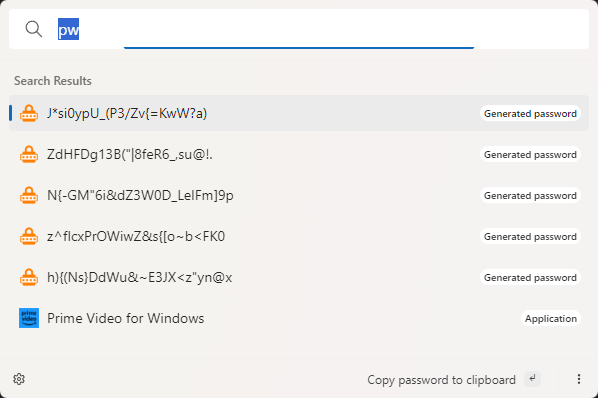 pw
Search Results
J*si0ypU_(P3/Zv{=KwW?a)
Generated password
ZdHFDg13B("|8feR6_,su@!.
Generated password
N{-GM"6i&dZ3W0D_LeIFm]9p
Generated password
z^fIcxPrOWiwZ&s{[o~b<FK0
Generated password
h){(Ns}DdWu&~E3JX<z"yn@x
Generated password
prime video
Prime Video for Windows
Application
Copy password to clipboard